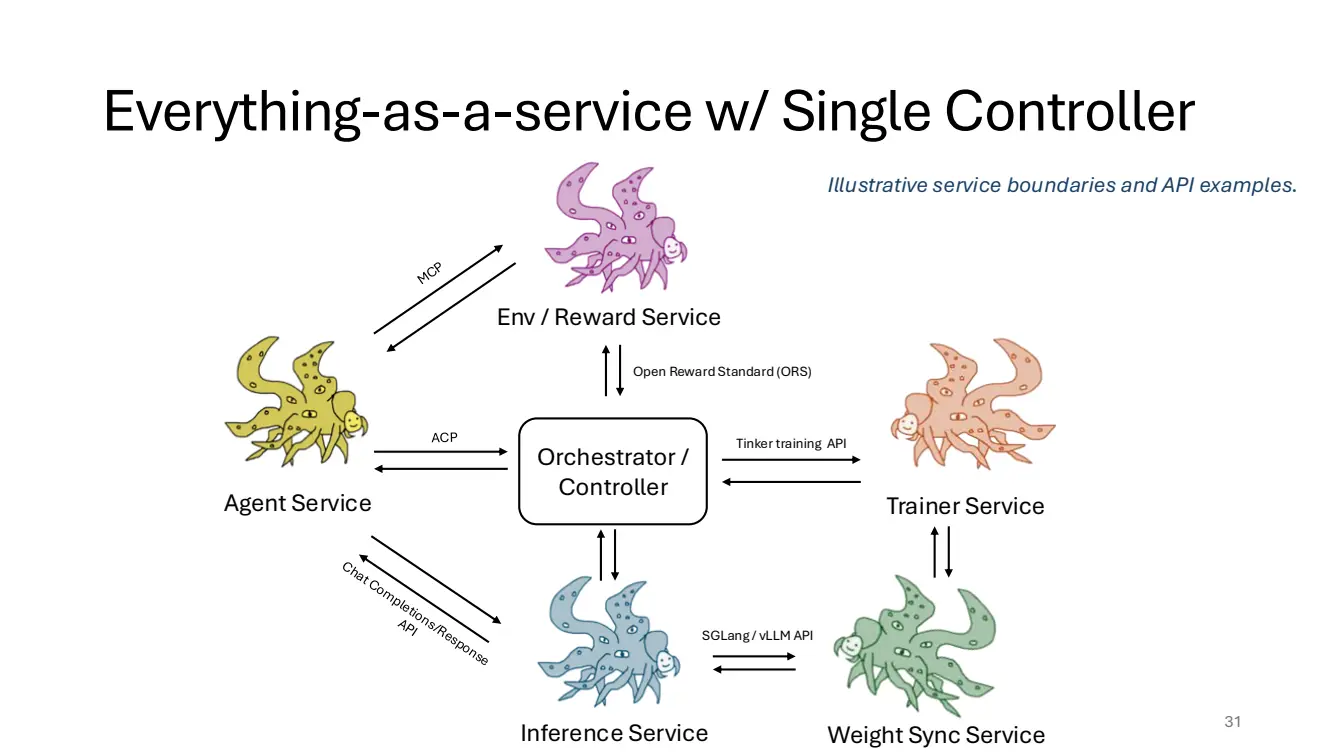 Everything-as-a-service w/ Single Controller
Illustrative service boundaries and API examples.
MCP
Env / Reward Service
Open Reward Standard (ORS)
ACP
Orchestrator /
Controller
Tinker training API
Agent Service
Trainer Service
Chat Completions/Response
API
SGLang / vLLM API
Inference Service
Weight Sync Service
31